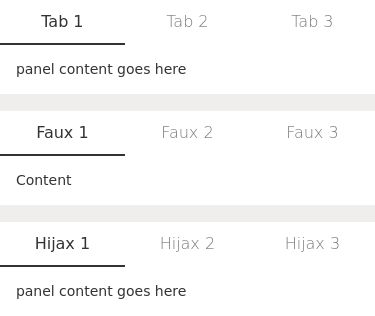 Tab 1 Tab 2 Tab 3
panel content goes here
Faux 1 Faux 2 Faux 3
Content
Hijax 1 Hijax 2 Hijax 3
panel content goes here